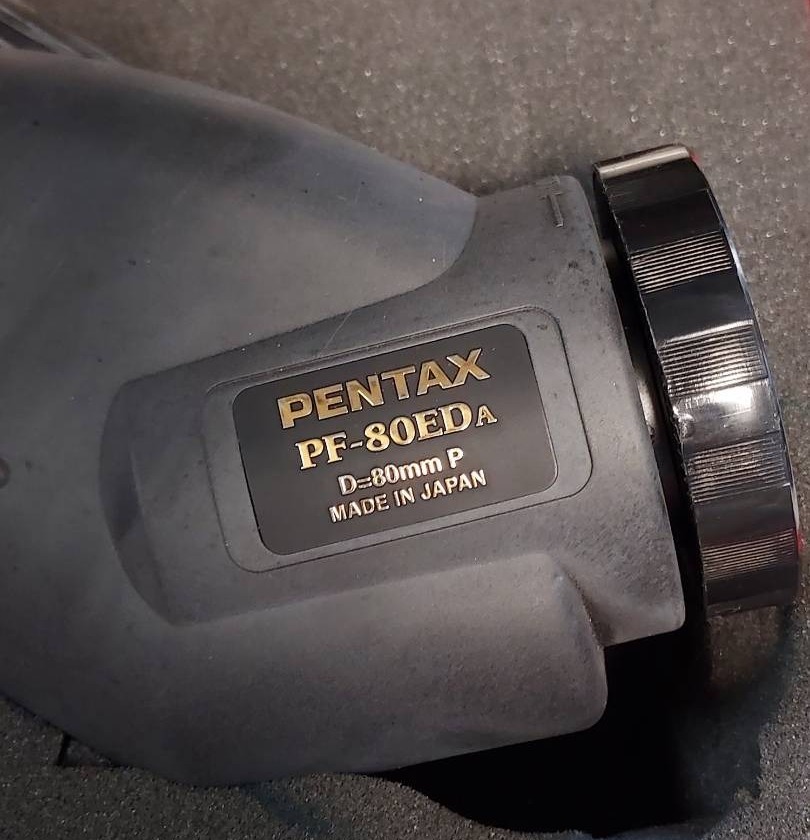 PENTAX
PF-80EDA
D=80mm P
MADE IN JAPAN